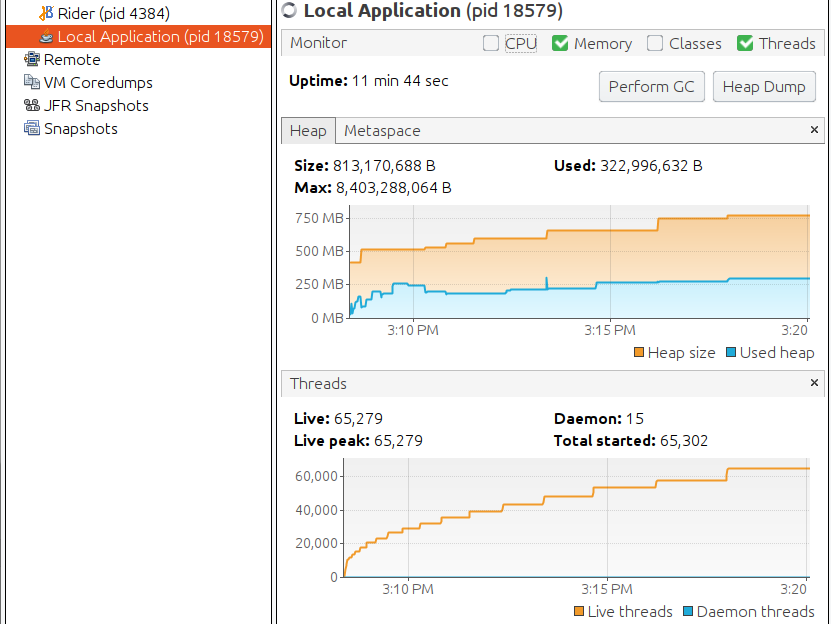 Rider (pid 4384)
Local Application (pid 18579)
Remote
VM Coredumps
JFR Snapshots
Snapshots
Local Application (pid 18579)
Monitor CPU Memory Classes Threads
Uptime: 11 min 44 sec
Perform GC Heap Dump
Heap Metaspace ×
Size: 813,170,688 B Used: 322,996,632 B
Max: 8,403,288,064 B
750 MB
500 MB
250 MB
0 MB
3:10 PM 3:15 PM 3:20
Heap size Used heap
Threads ×
Live: 65,279 Daemon: 15
Live peak: 65,279 Total started: 65,302
60,000
40,000
20,000
0
3:10 PM 3:15 PM 3:20
Live threads Daemon threads